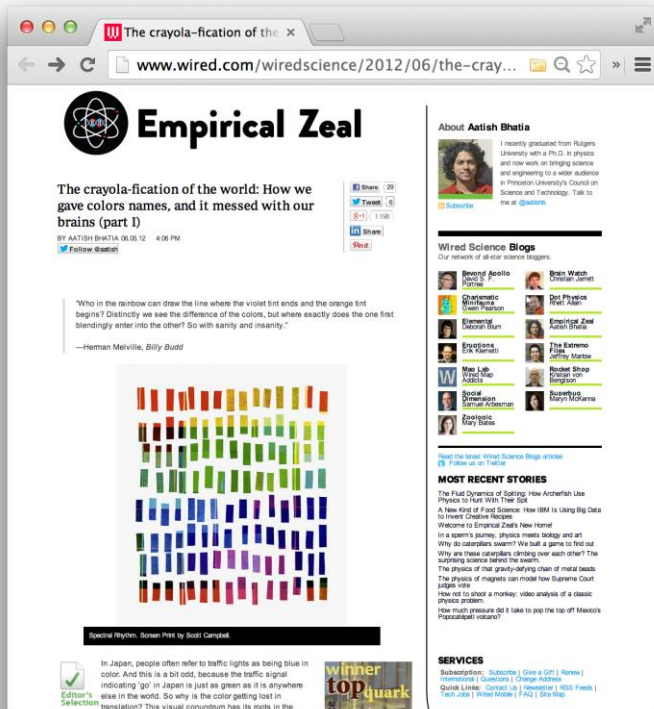 The crayola-fication of the
www.wired.com/wiredscience/2012/06/the-cray...
Empirical Zeal
The crayola-fication of the world: How we
gave colors names, and it messed with our
brains (part I)
BY AATISH BHATIA 06.05.12 4:06 PM
Follow @aatish
Share 29
Tweet 6
+1 1198
Share
Pin it
"Who in the rainbow can draw the line where the violet tint ends and the orange tint
begins? Distinctly we see the difference of the colors, but where exactly does the one first
blendingly enter into the other? So with sanity and insanity."
—Herman Melville, Billy Budd
Spectral Rhythm. Screen Print by Scott Campbell.
Editor's
Selection
In Japan, people often refer to traffic lights as being blue in
color. And this is a bit odd, because the traffic signal
indicating 'go' in Japan is just as green as it is anywhere
else in the world. So why is the color getting lost in
translation? This visual conundrum has its roots in the
winner
top quark
About Aatish Bhatia
I recently graduated from Rutgers
University with a Ph.D. in physics
and now work on bringing science
and engineering to a wider audience
in Princeton University's Council on
Science and Technology. Talk to
me at @aatishb.
Subscribe
Wired Science Blogs
Our network of all-star science bloggers.
Beyond Apollo
David S. F.
Portree
Brain Watch
Christian Jarrett
Charismatic
Minifauna
Gwen Pearson
Dot Physics
Rhett Allain
Elemental
Deborah Blum
Empirical Zeal
Aatish Bhatia
Eruptions
Erik Klemetti
The Extremo
Files
Jeffrey Marlow
Map Lab
Wired Map
Addicts
Rocket Shop
Kristian von
Bengtson
Social
Dimension
Samuel Arbesman
Superbug
Maryn McKenna
Zoologic
Mary Bates
Read the latest Wired Science Blogs articles
Follow us on Twitter
MOST RECENT STORIES
The Fluid Dynamics of Spitting: How Archerfish Use
Physics to Hunt With Their Spit
A New Kind of Food Science: How IBM Is Using Big Data
to Invent Creative Recipes
Welcome to Empirical Zeal's New Home!
In a sperm's journey, physics meets biology and art
Why do caterpillars swarm? We built a game to find out
Why are these caterpillars climbing over each other? The
surprising science behind the swarm.
The physics of that gravity-defying chain of metal beads
The physics of magnets can model how Supreme Court
judges vote
How not to shoot a monkey: video analysis of a classic
physics problem.
How much pressure did it take to pop the top off Mexico's
Popocatépetl volcano?
SERVICES
Subscription: Subscribe | Give a Gift | Renew |
International | Questions | Change Address
Quick Links: Contact Us | Newsletter | RSS Feeds |
Tech Jobs | Wired Mobile | FAQ | Site Map